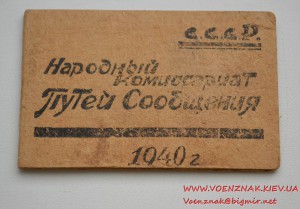 С.С.С.Р.
Народный
Комиссариат
Путей Сообщения
1940 г
WWW.VOENZNAK.KIEV.UA
Voenznak@bigmir.net